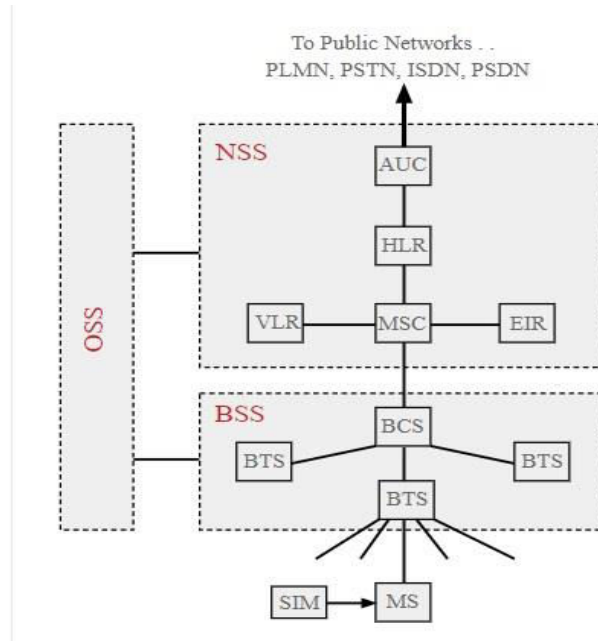 To Public Networks . .
PLMN, PSTN, ISDN, PSDN
NSS
AUC
HLR
VLR
MSC
EIR
OSS
BSS
BCS
BTS
BTS
BTS
SIM
MS